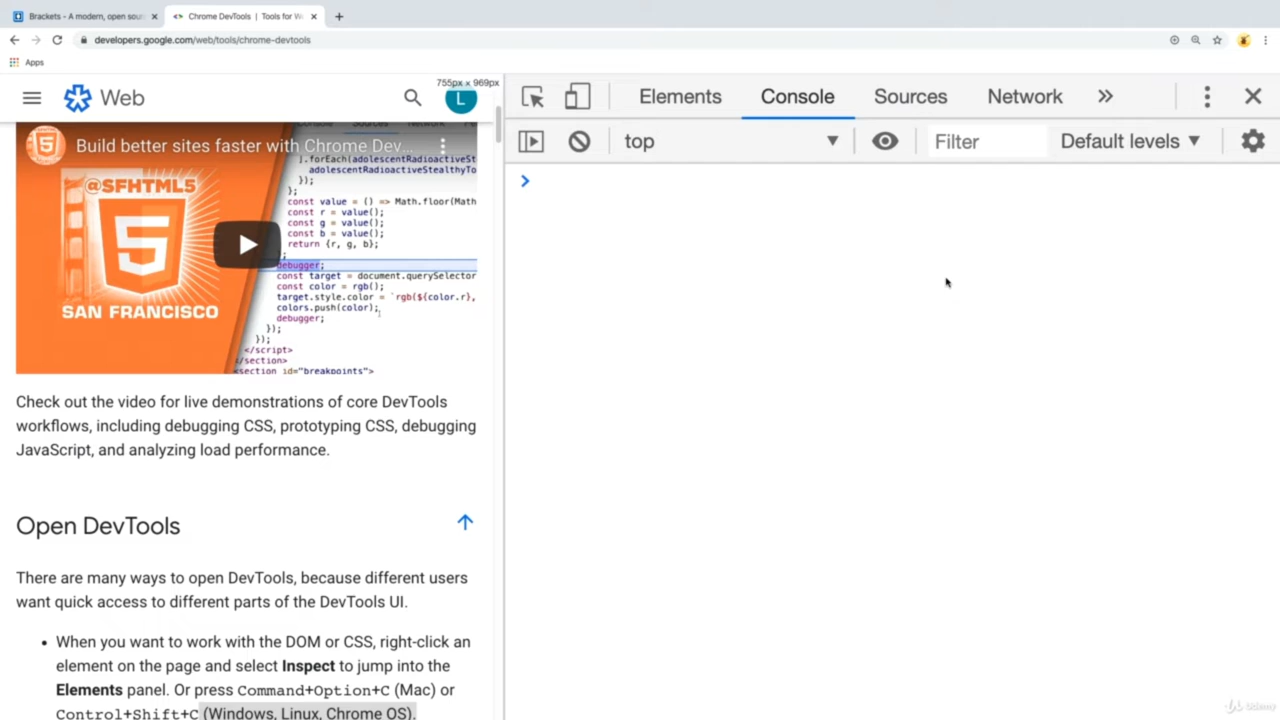 Brackets - A modern, open sou
Chrome DevTools | Tools for W
developers.google.com/web/tools/chrome-devtools
Apps
755px × 969px
Web
L
Elements
Console
Sources
Network
top
Filter
Default levels
Build better sites faster with Chrome Dev...
@SFHTML5
5
SAN FRANCISCO
.forEach(adolescentRadioactiveSt
adolescentRadioactiveStealthyTo
});
};
const value = () => Math.floor(Math
const r = value();
const g = value();
const b = value();
return {r, g, b};
};
debugger;
const target = document.querySelector
const color = rgb();
target.style.color = `rgb(${color.r},
colors.push(color);
debugger;
});
});
</script>
</section>
<section id="breakpoints">
Check out the video for live demonstrations of core DevTools
workflows, including debugging CSS, prototyping CSS, debugging
JavaScript, and analyzing load performance.
Open DevTools
There are many ways to open DevTools, because different users
want quick access to different parts of the DevTools UI.
• When you want to work with the DOM or CSS, right-click an
element on the page and select Inspect to jump into the
Elements panel. Or press Command+Option+C (Mac) or
Control+Shift+C (Windows, Linux, Chrome OS).
Udemy